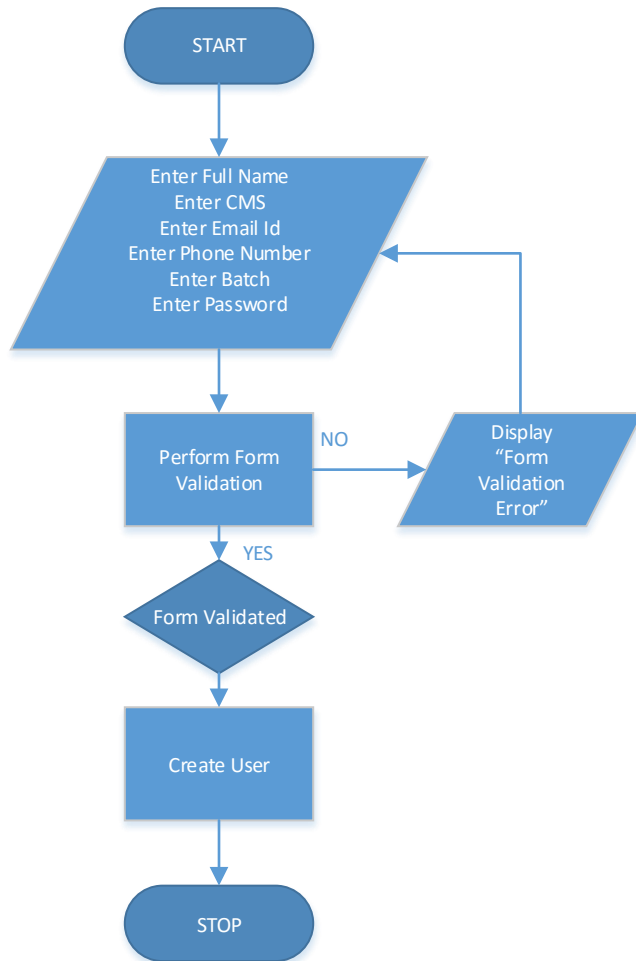 START
Enter Full Name
Enter CMS
Enter Email Id
Enter Phone Number
Enter Batch
Enter Password
Perform Form
Validation
NO
Display
“Form
Validation
Error”
YES
Form Validated
Create User
STOP